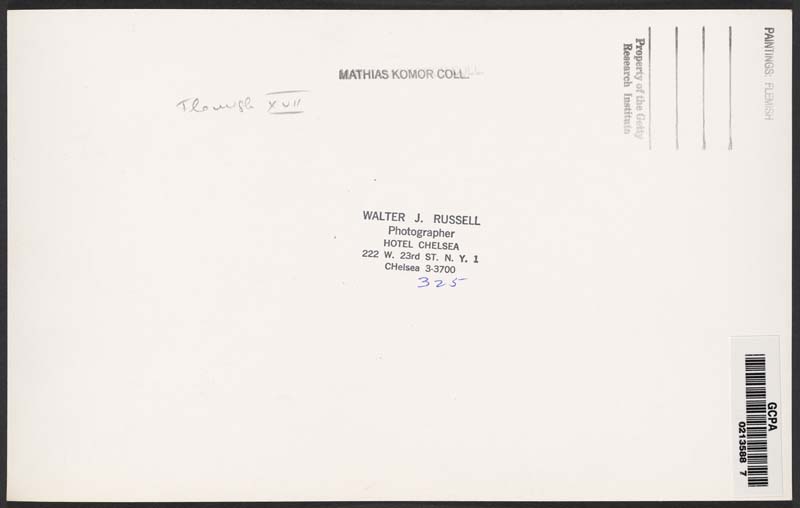 MATHIAS KOMOR COLL.
Flemish XVII
WALTER J. RUSSELL
Photographer
HOTEL CHELSEA
222 W. 23rd ST. N. Y. 1
CHelsea 3-3700
325
Property of the Getty
Research Institute
PAINTINGS: FLEMISH
GCPA
0213588 7